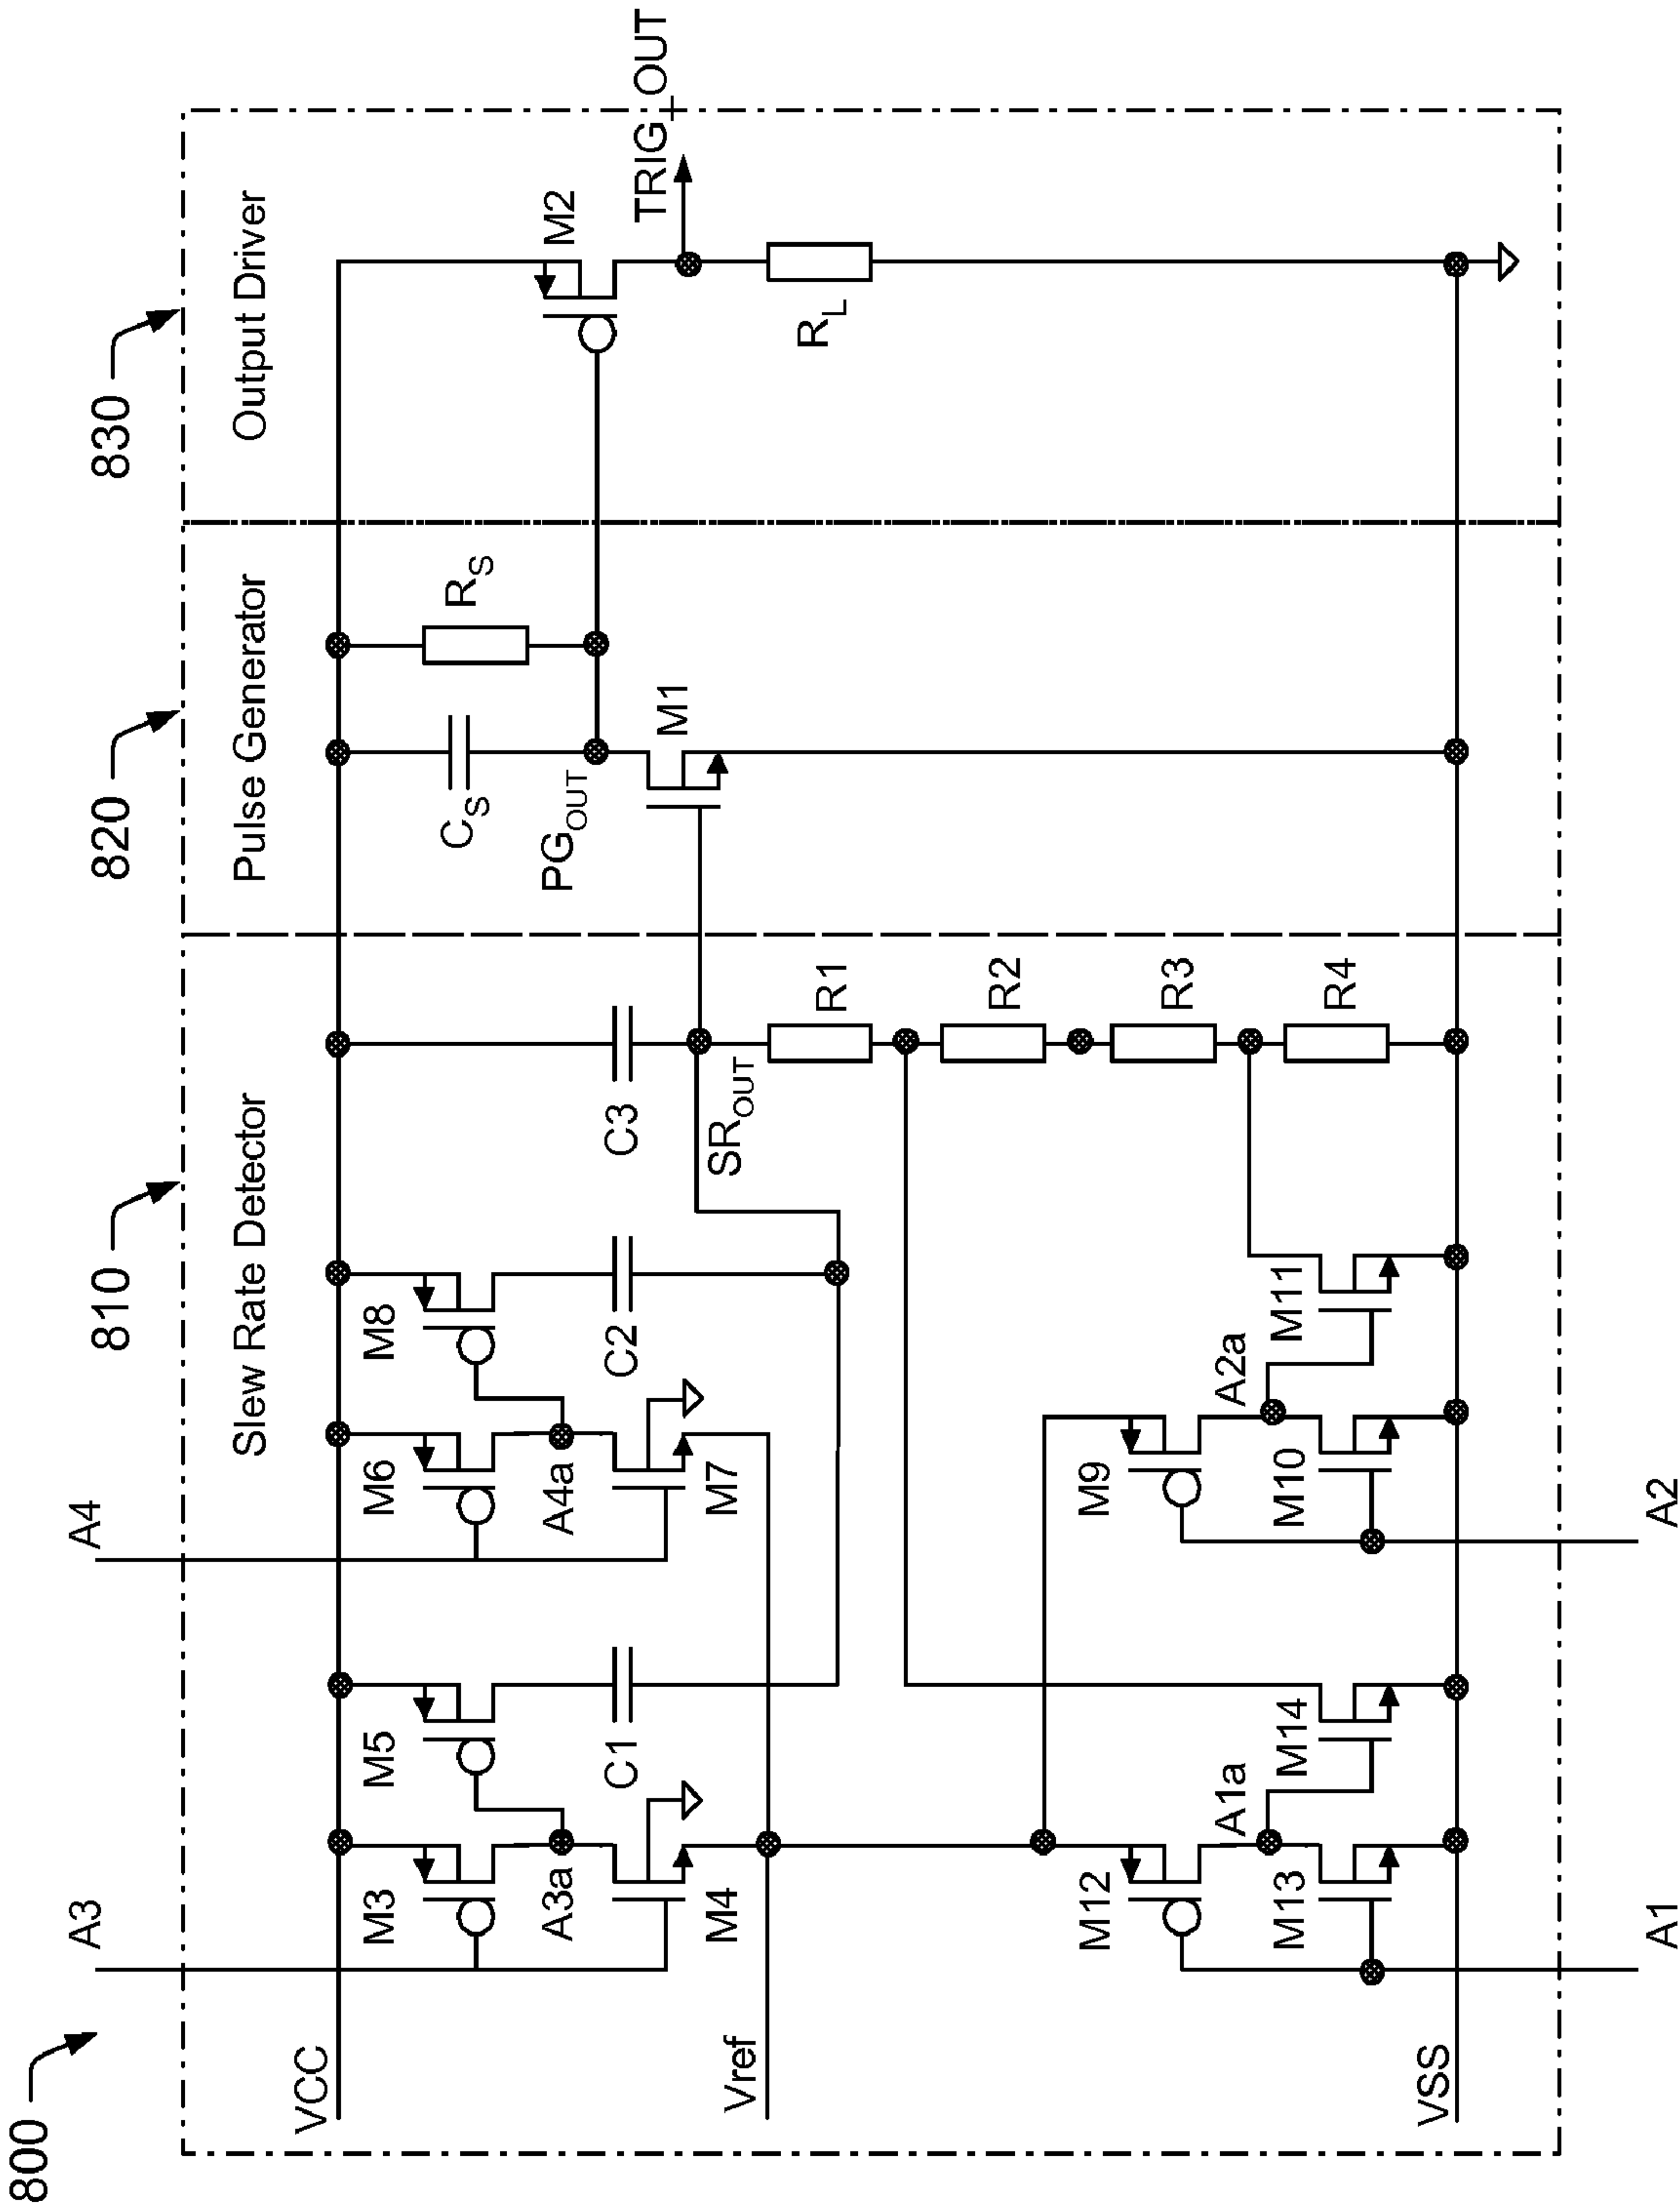 800
810
820
830
Slew Rate Detector
Pulse Generator
Output Driver
A3
A4
VCC
M3
M5
M6
M8
A3a
C1
A4a
C2
C3
C_S
R_S
M2
M4
M7
SR_OUT
PG_OUT
M1
TRIG_OUT
Vref
R1
R_L
R2
R3
R4
M12
M9
A1a
A2a
M13
M14
M10
M11
VSS
A1
A2